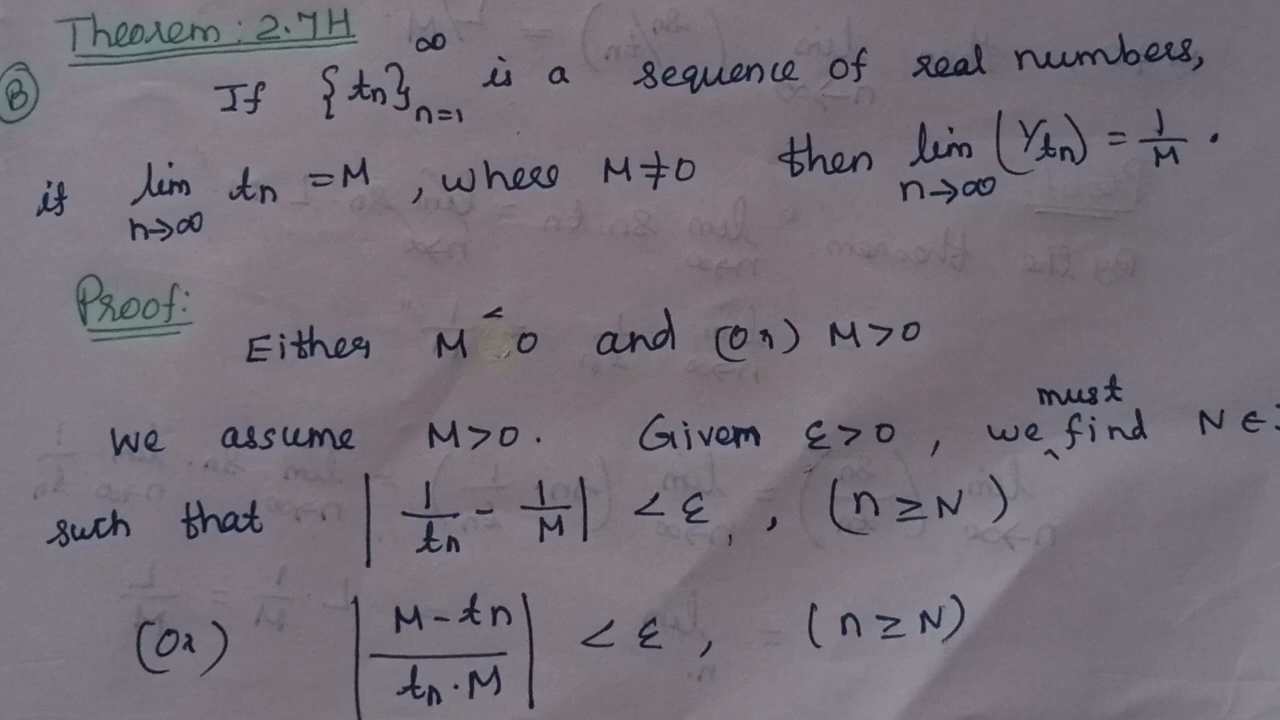 Theorem: 2.7H
(B) If {tn}∞n=1 is a sequence of real numbers,
if lim n→∞ tn = M, where M≠0 then lim n→∞ (1/tn) = 1/M.
Proof:
Either M < 0 and (or) M>0
We assume M>0. Given ε>0, we must find N ∈
such that |1/tn - 1/M| < ε, (n ≥ N)
(or) |M-tn / tn.M| < ε, (n ≥ N)